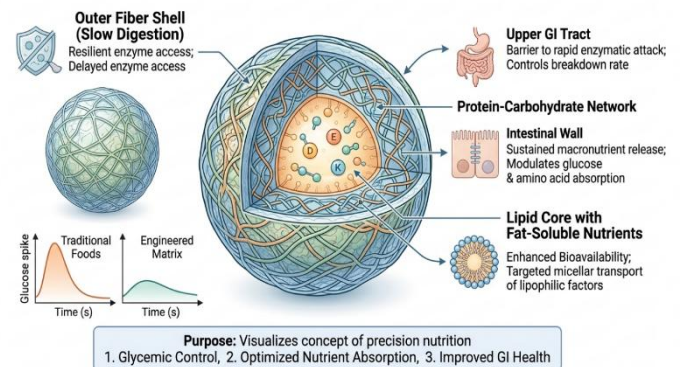 Outer Fiber Shell
(Slow Digestion)
Resilient enzyme access;
Delayed enzyme access
Traditional
Foods
Engineered
Matrix
Glucose spike
Time (s)
Time (s)
D
E
K
Upper GI Tract
Barrier to rapid enzymatic attack;
Controls breakdown rate
Protein-Carbohydrate Network
Intestinal Wall
Sustained macronutrient release;
Modulates glucose
& amino acid absorption
Lipid Core with
Fat-Soluble Nutrients
Enhanced Bioavailability;
Targeted micellar transport
of lipophilic factors
Purpose: Visualizes concept of precision nutrition
1. Glycemic Control, 2. Optimized Nutrient Absorption, 3. Improved GI Health